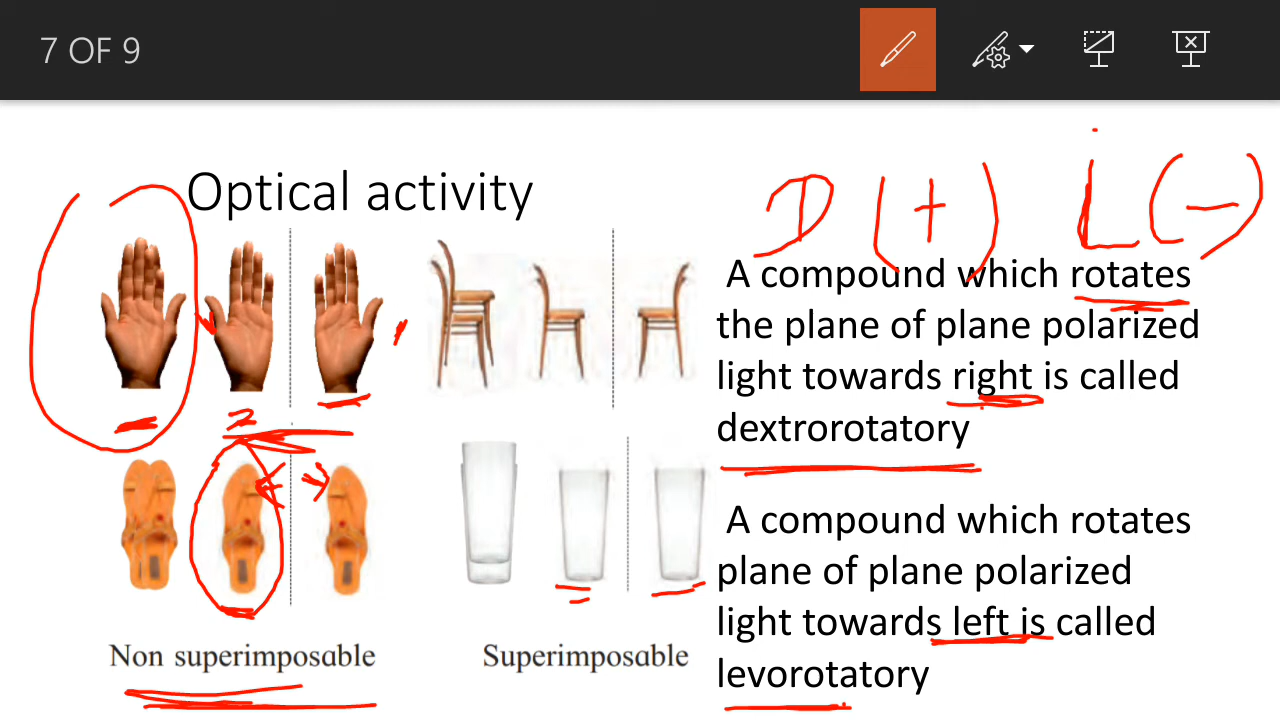 7 OF 9
Optical activity
D (+) L (-)
A compound which rotates
the plane of plane polarized
light towards right is called
dextrorotatory
A compound which rotates
plane of plane polarized
light towards left is called
levorotatory
Non superimposable
Superimposable